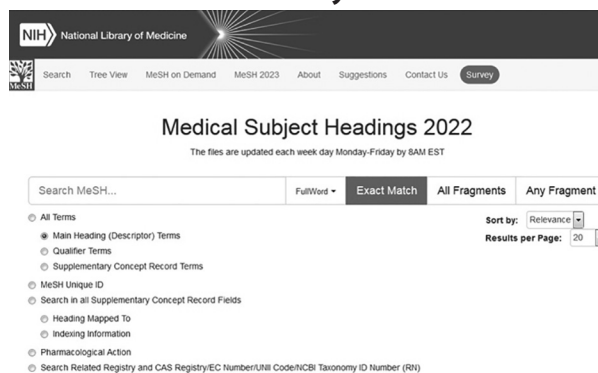 NIH National Library of Medicine
MeSH Search Tree View MeSH on Demand MeSH 2023 About Suggestions Contact Us Survey
Medical Subject Headings 2022
The files are updated each week day Monday-Friday by 8AM EST
Search MeSH... FullWord Exact Match All Fragments Any Fragment
All Terms
Sort by: Relevance
Main Heading (Descriptor) Terms
Results per Page: 20
Qualifier Terms
Supplementary Concept Record Terms
MeSH Unique ID
Search in all Supplementary Concept Record Fields
Heading Mapped To
Indexing Information
Pharmacological Action
Search Related Registry and CAS Registry/EC Number/UNII Code/NCBI Taxonomy ID Number (RN)